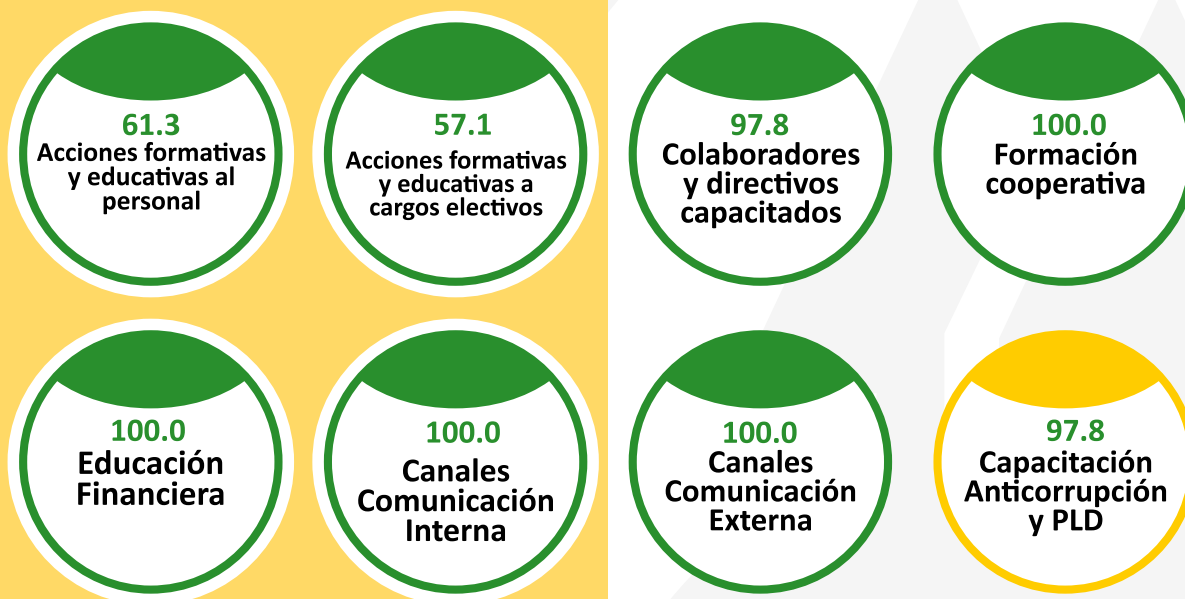 61.3
Acciones formativas
y educativas al
personal
57.1
Acciones formativas
y educativas a
cargos electivos
97.8
Colaboradores
y directivos
capacitados
100.0
Formación
cooperativa
100.0
Educación
Financiera
100.0
Canales
Comunicación
Interna
100.0
Canales
Comunicación
Externa
97.8
Capacitación
Anticorrupción
y PLD